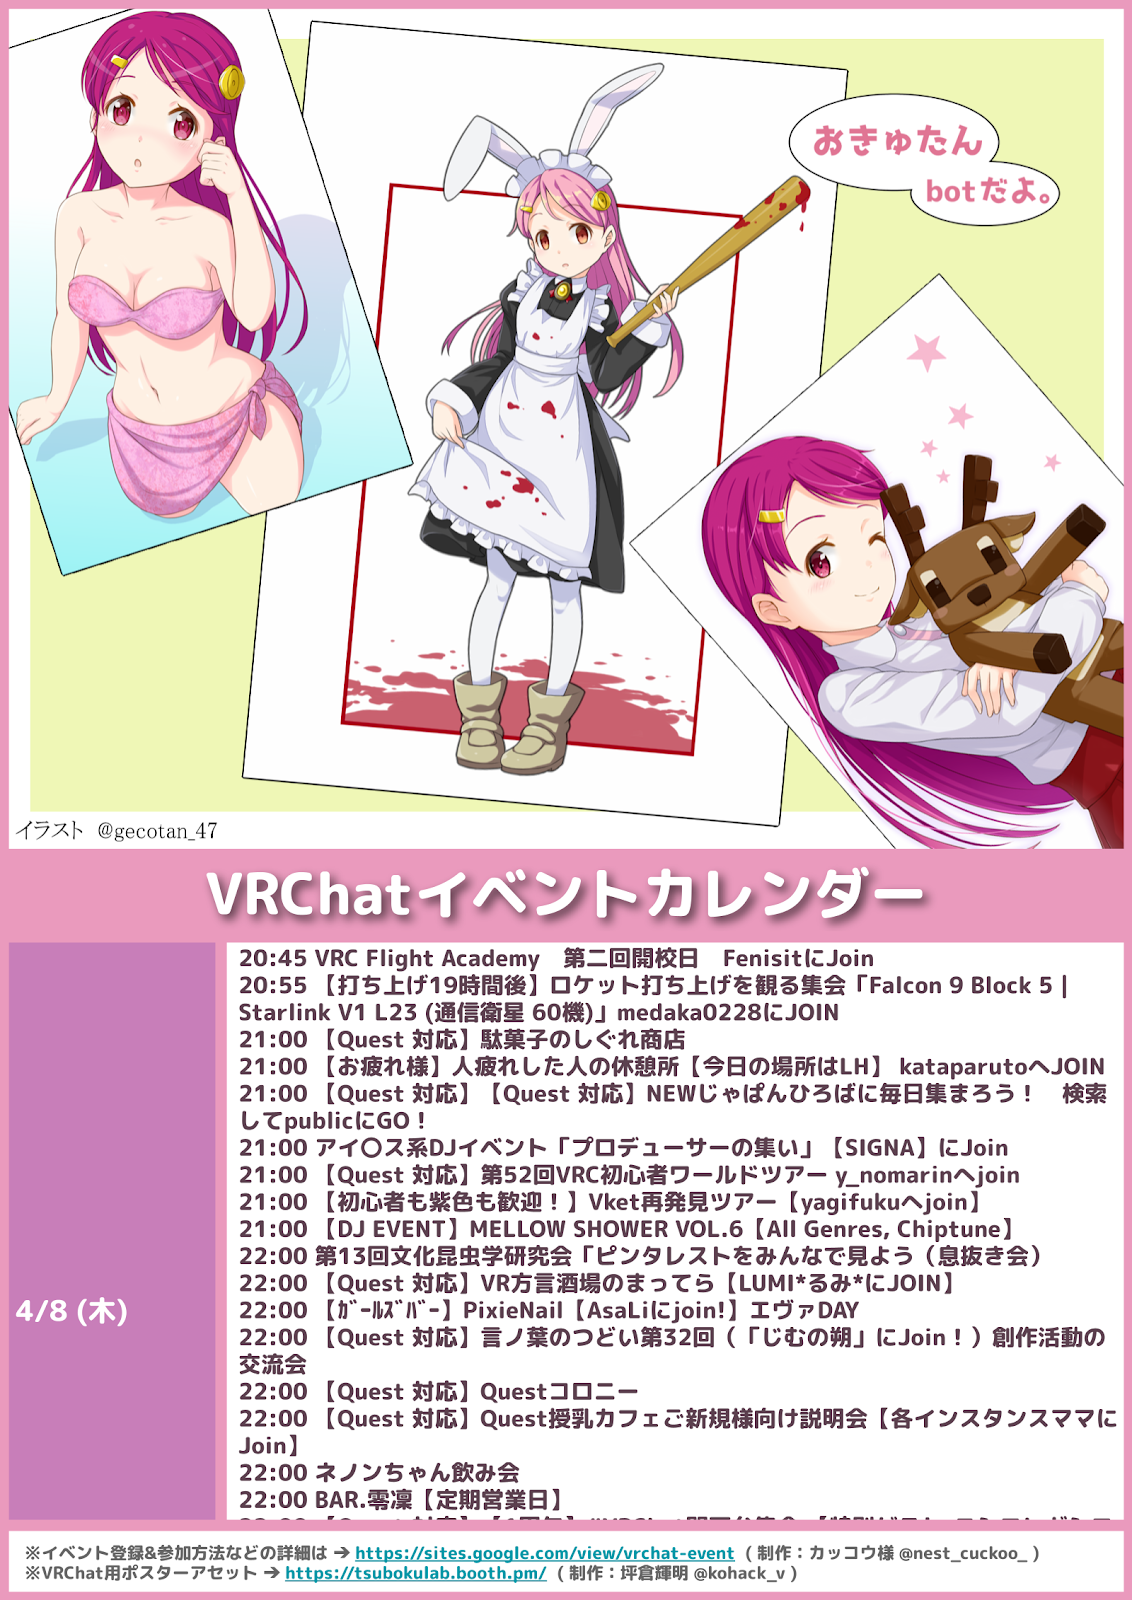 おきゅたん
botだよ。
イラスト @gecotan_47
VRChatイベントカレンダー
4/8 (木)
20:45 VRC Flight Academy　第二回開校日　FenisitにJoin
20:55 【打ち上げ19時間後】ロケット打ち上げを観る集会「Falcon 9 Block 5 |
Starlink V1 L23 (通信衛星 60機)」medaka0228にJOIN
21:00 【Quest 対応】駄菓子のしぐれ商店
21:00 【お疲れ様】人疲れした人の休憩所【今日の場所はLH】 kataparutoへJOIN
21:00 【Quest 対応】【Quest 対応】NEWじゃぱんひろばに毎日集まろう！　検索
してpublicにGO！
21:00 アイ〇ス系DJイベント「プロデューサーの集い」【SIGNA】にJoin
21:00 【Quest 対応】第52回VRC初心者ワールドツアー y_nomarinへjoin
21:00 【初心者も紫色も歓迎！】Vket再発見ツアー【yagifukuへjoin】
21:00 【DJ EVENT】MELLOW SHOWER VOL.6【All Genres, Chiptune】
22:00 第13回文化昆虫学研究会「ピンタレストをみんなで見よう（息抜き会）
22:00 【Quest 対応】VR方言酒場のまってら【LUMI*るみ*にJOIN】
22:00 【ｶﾞｰﾙｽﾞﾊﾞｰ】PixieNail【AsaLiにjoin!】エヴァDAY
22:00 【Quest 対応】言ノ葉のつどい第32回（「じむの朔」にJoin！）創作活動の
交流会
22:00 【Quest 対応】Questコロニー
22:00 【Quest 対応】Quest授乳カフェご新規様向け説明会【各インスタンスママに
Join】
22:00 ネノンちゃん飲み会
22:00 BAR.零凜【定期営業日】
※イベント登録&参加方法などの詳細は → https://sites.google.com/view/vrchat-event （ 制作：カッコウ様 @nest_cuckoo_ ）
※VRChat用ポスターアセット → https://tsubokulab.booth.pm/ （ 制作：坪倉輝明 @kohack_v ）